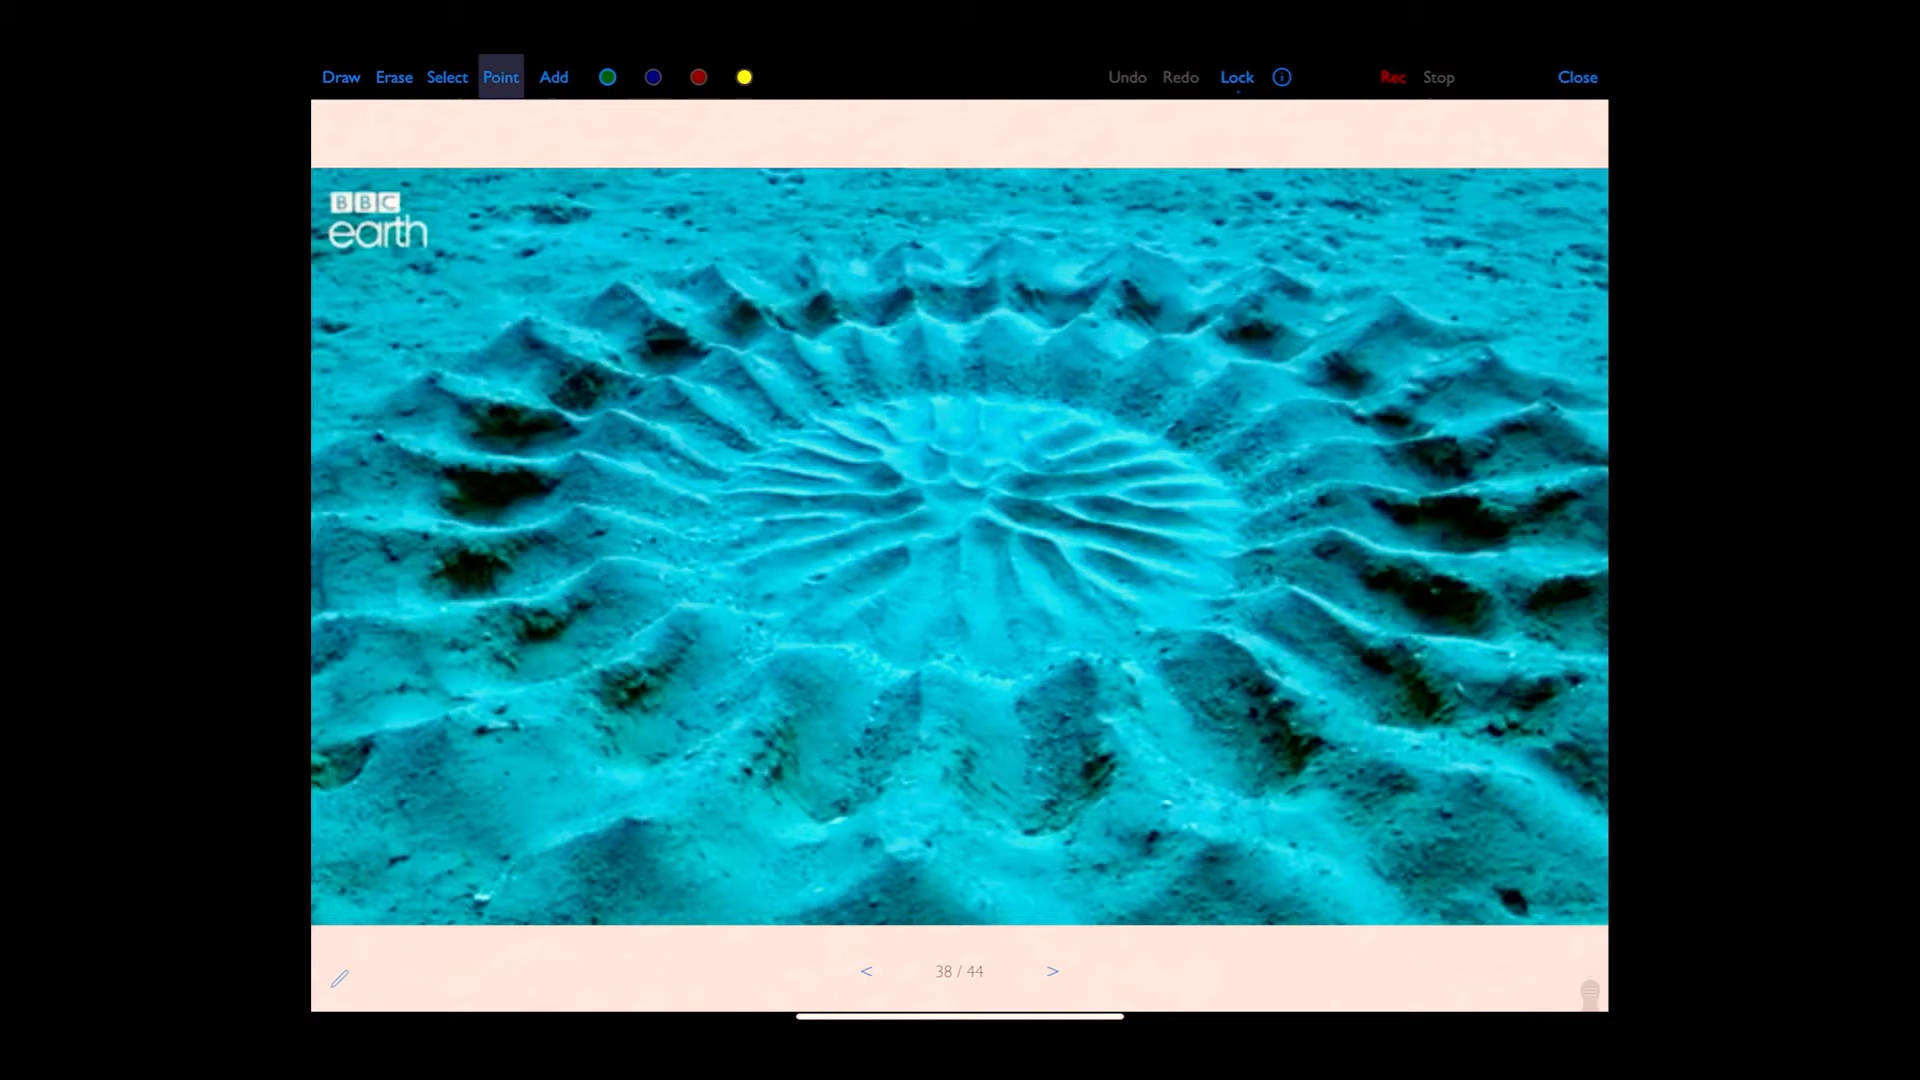 Draw Erase Select Point Add Undo Redo Lock Rec Stop Close
BBC
earth
< 38 / 44 >